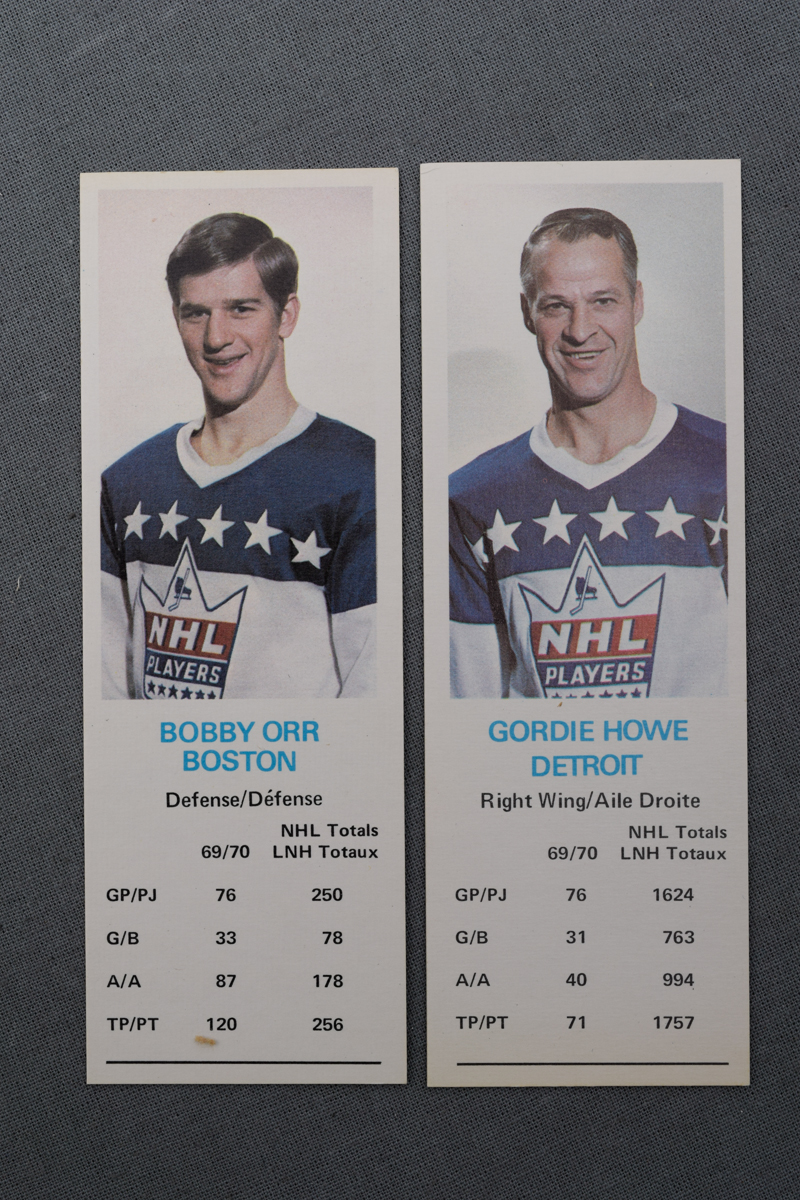 NHL
PLAYERS
BOBBY ORR
BOSTON
Defense/Défense
NHL Totals
69/70 LNH Totaux
GP/PJ 76 250
G/B 33 78
A/A 87 178
TP/PT 120 256
NHL
PLAYERS
GORDIE HOWE
DETROIT
Right Wing/Aile Droite
NHL Totals
69/70 LNH Totaux
GP/PJ 76 1624
G/B 31 763
A/A 40 994
TP/PT 71 1757